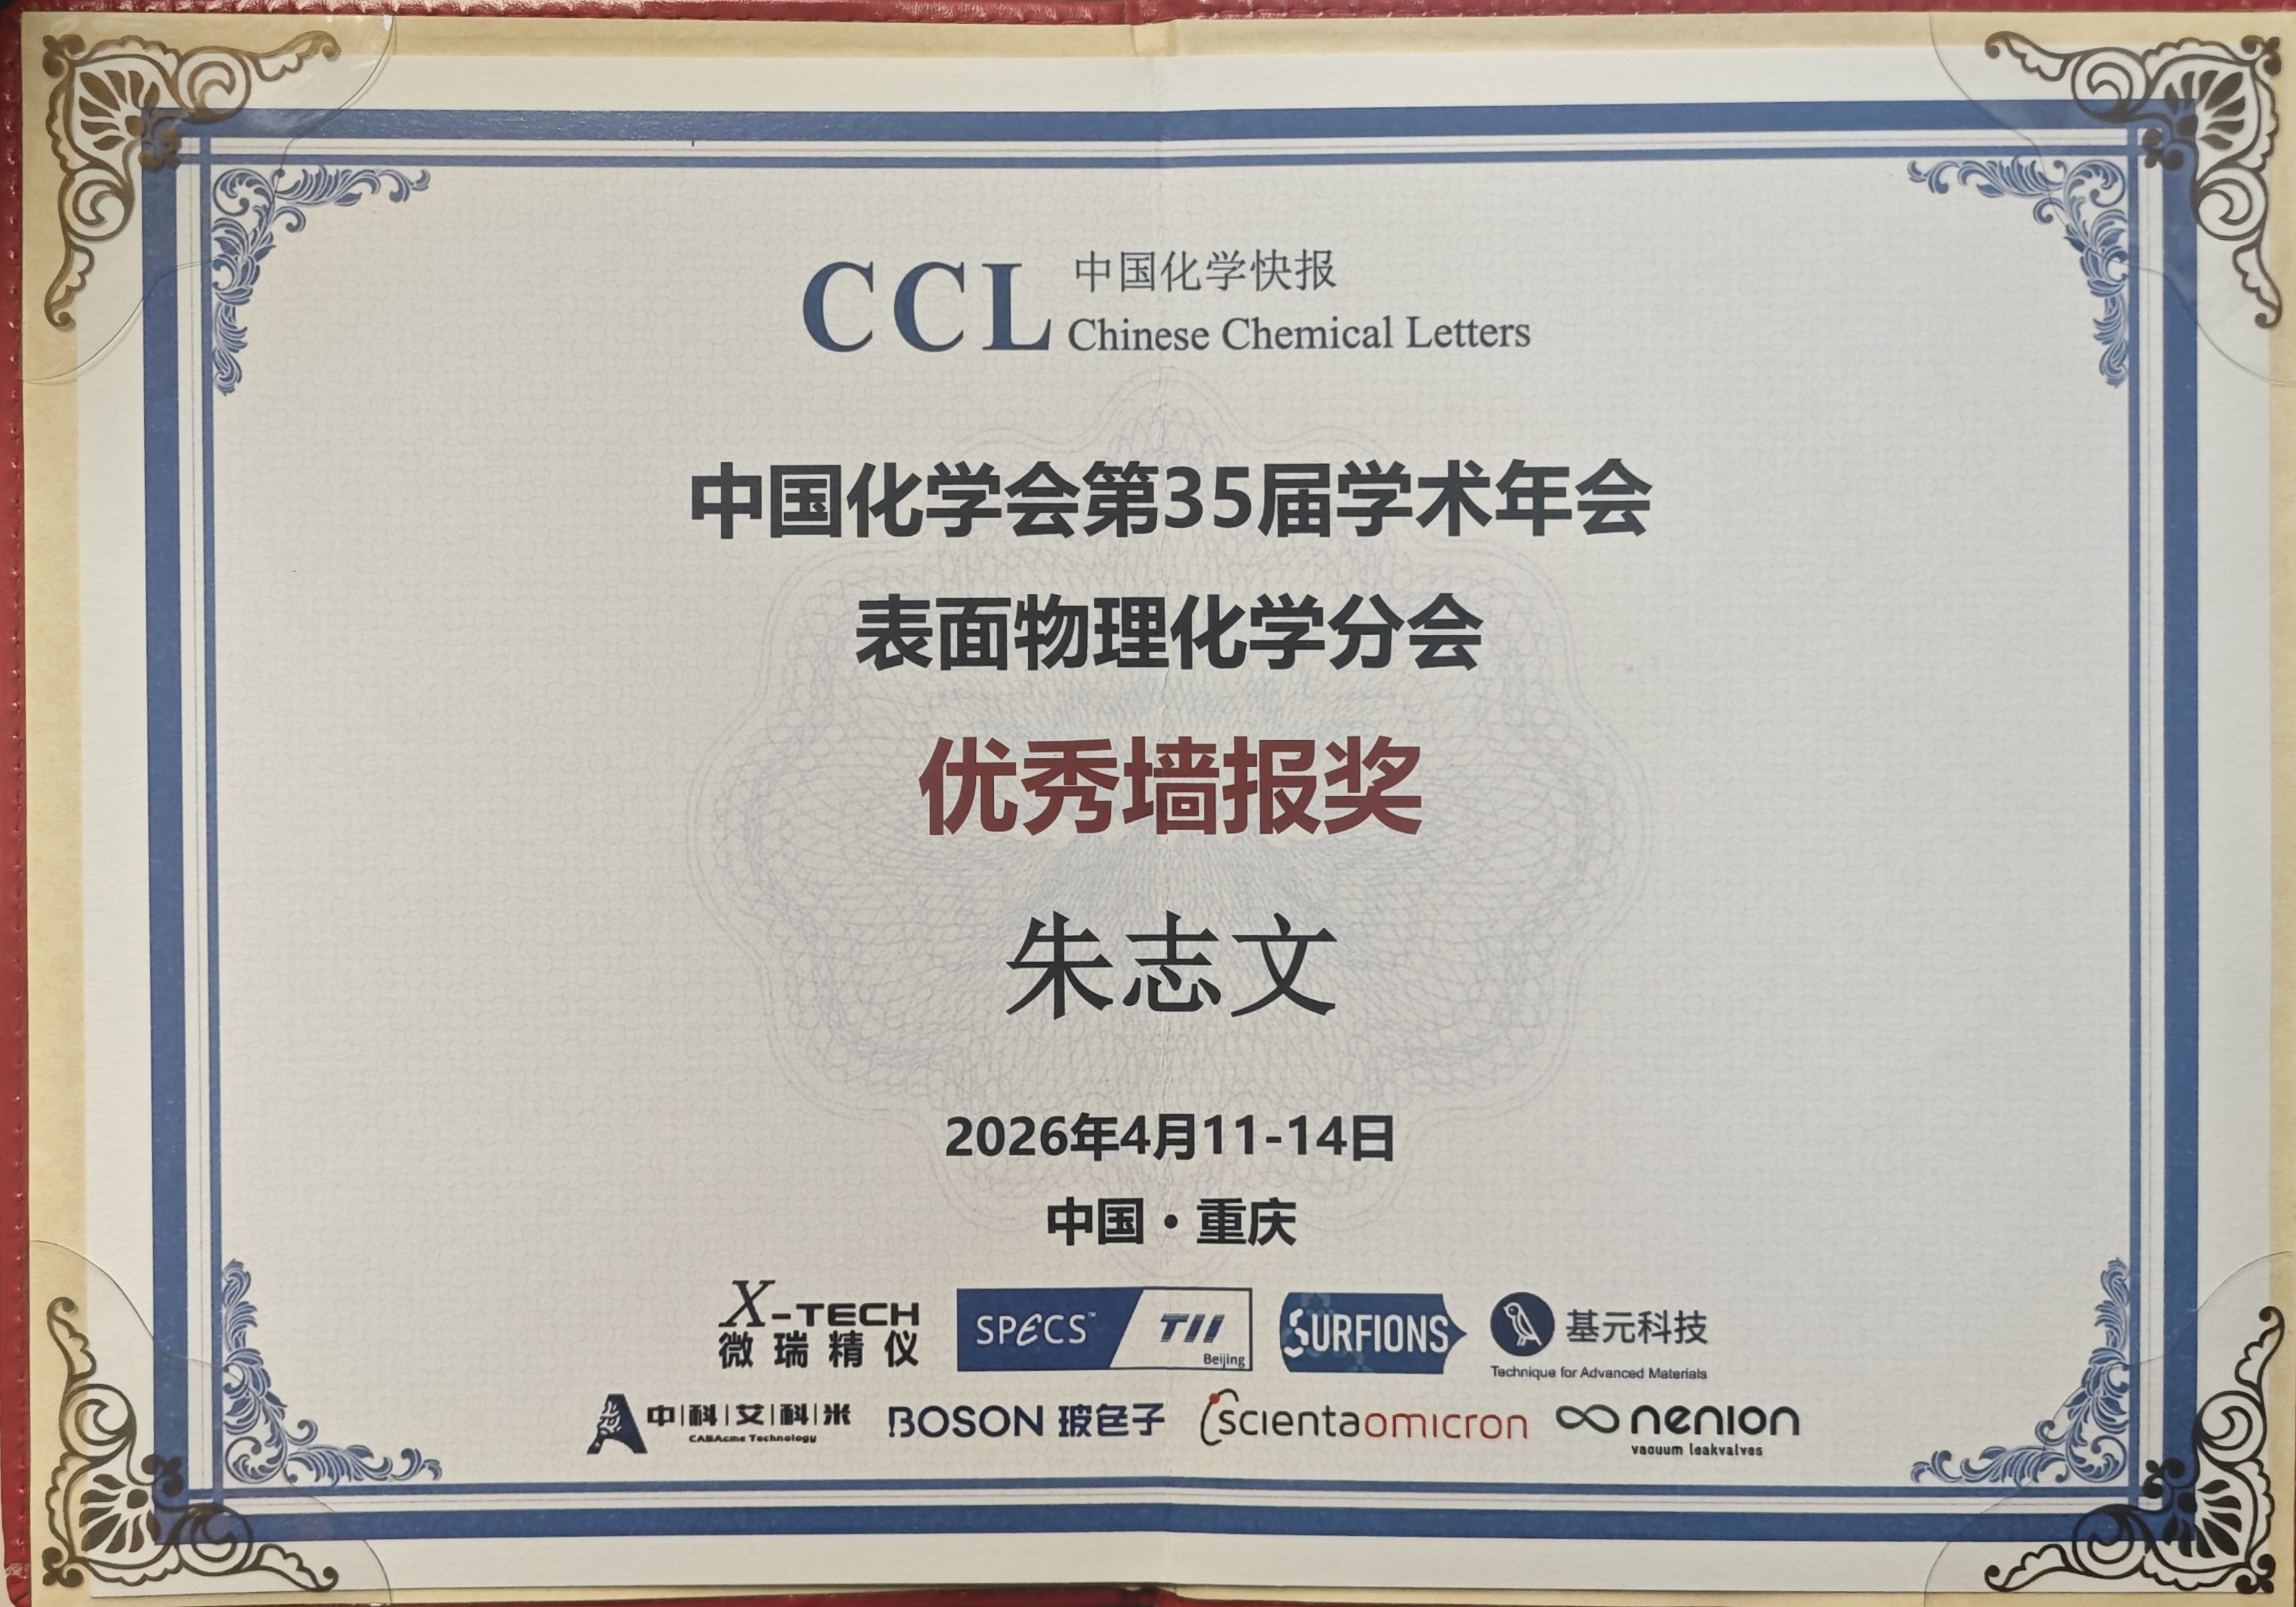 CCL 中国化学快报
Chinese Chemical Letters
中国化学会第35届学术年会
表面物理化学分会
优秀墙报奖
朱志文
2026年4月11-14日
中国·重庆
X-TECH
微瑞精仪
SPECS™ TII Beijing
SURFIONS
基元科技
Technique for Advanced Materials
中|科|艾|科|米
CASAcme Technology
BOSON 玻色子
scientaomicron
nenion
vacuum leakvalves